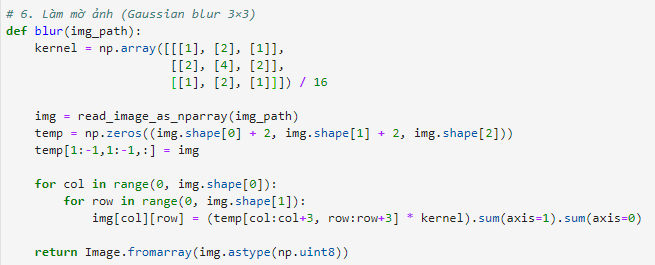 # 6. Làm mờ ảnh (Gaussian blur 3×3)
def blur(img_path):
    kernel = np.array([[[1], [2], [1]],
                       [[2], [4], [2]],
                       [[1], [2], [1]]]) / 16
    img = read_image_as_nparray(img_path)
    temp = np.zeros((img.shape[0] + 2, img.shape[1] + 2, img.shape[2]))
    temp[1:-1,1:-1,:] = img
    for col in range(0, img.shape[0]):
        for row in range(0, img.shape[1]):
            img[col][row] = (temp[col:col+3, row:row+3] * kernel).sum(axis=1).sum(axis=0)
    return Image.fromarray(img.astype(np.uint8))